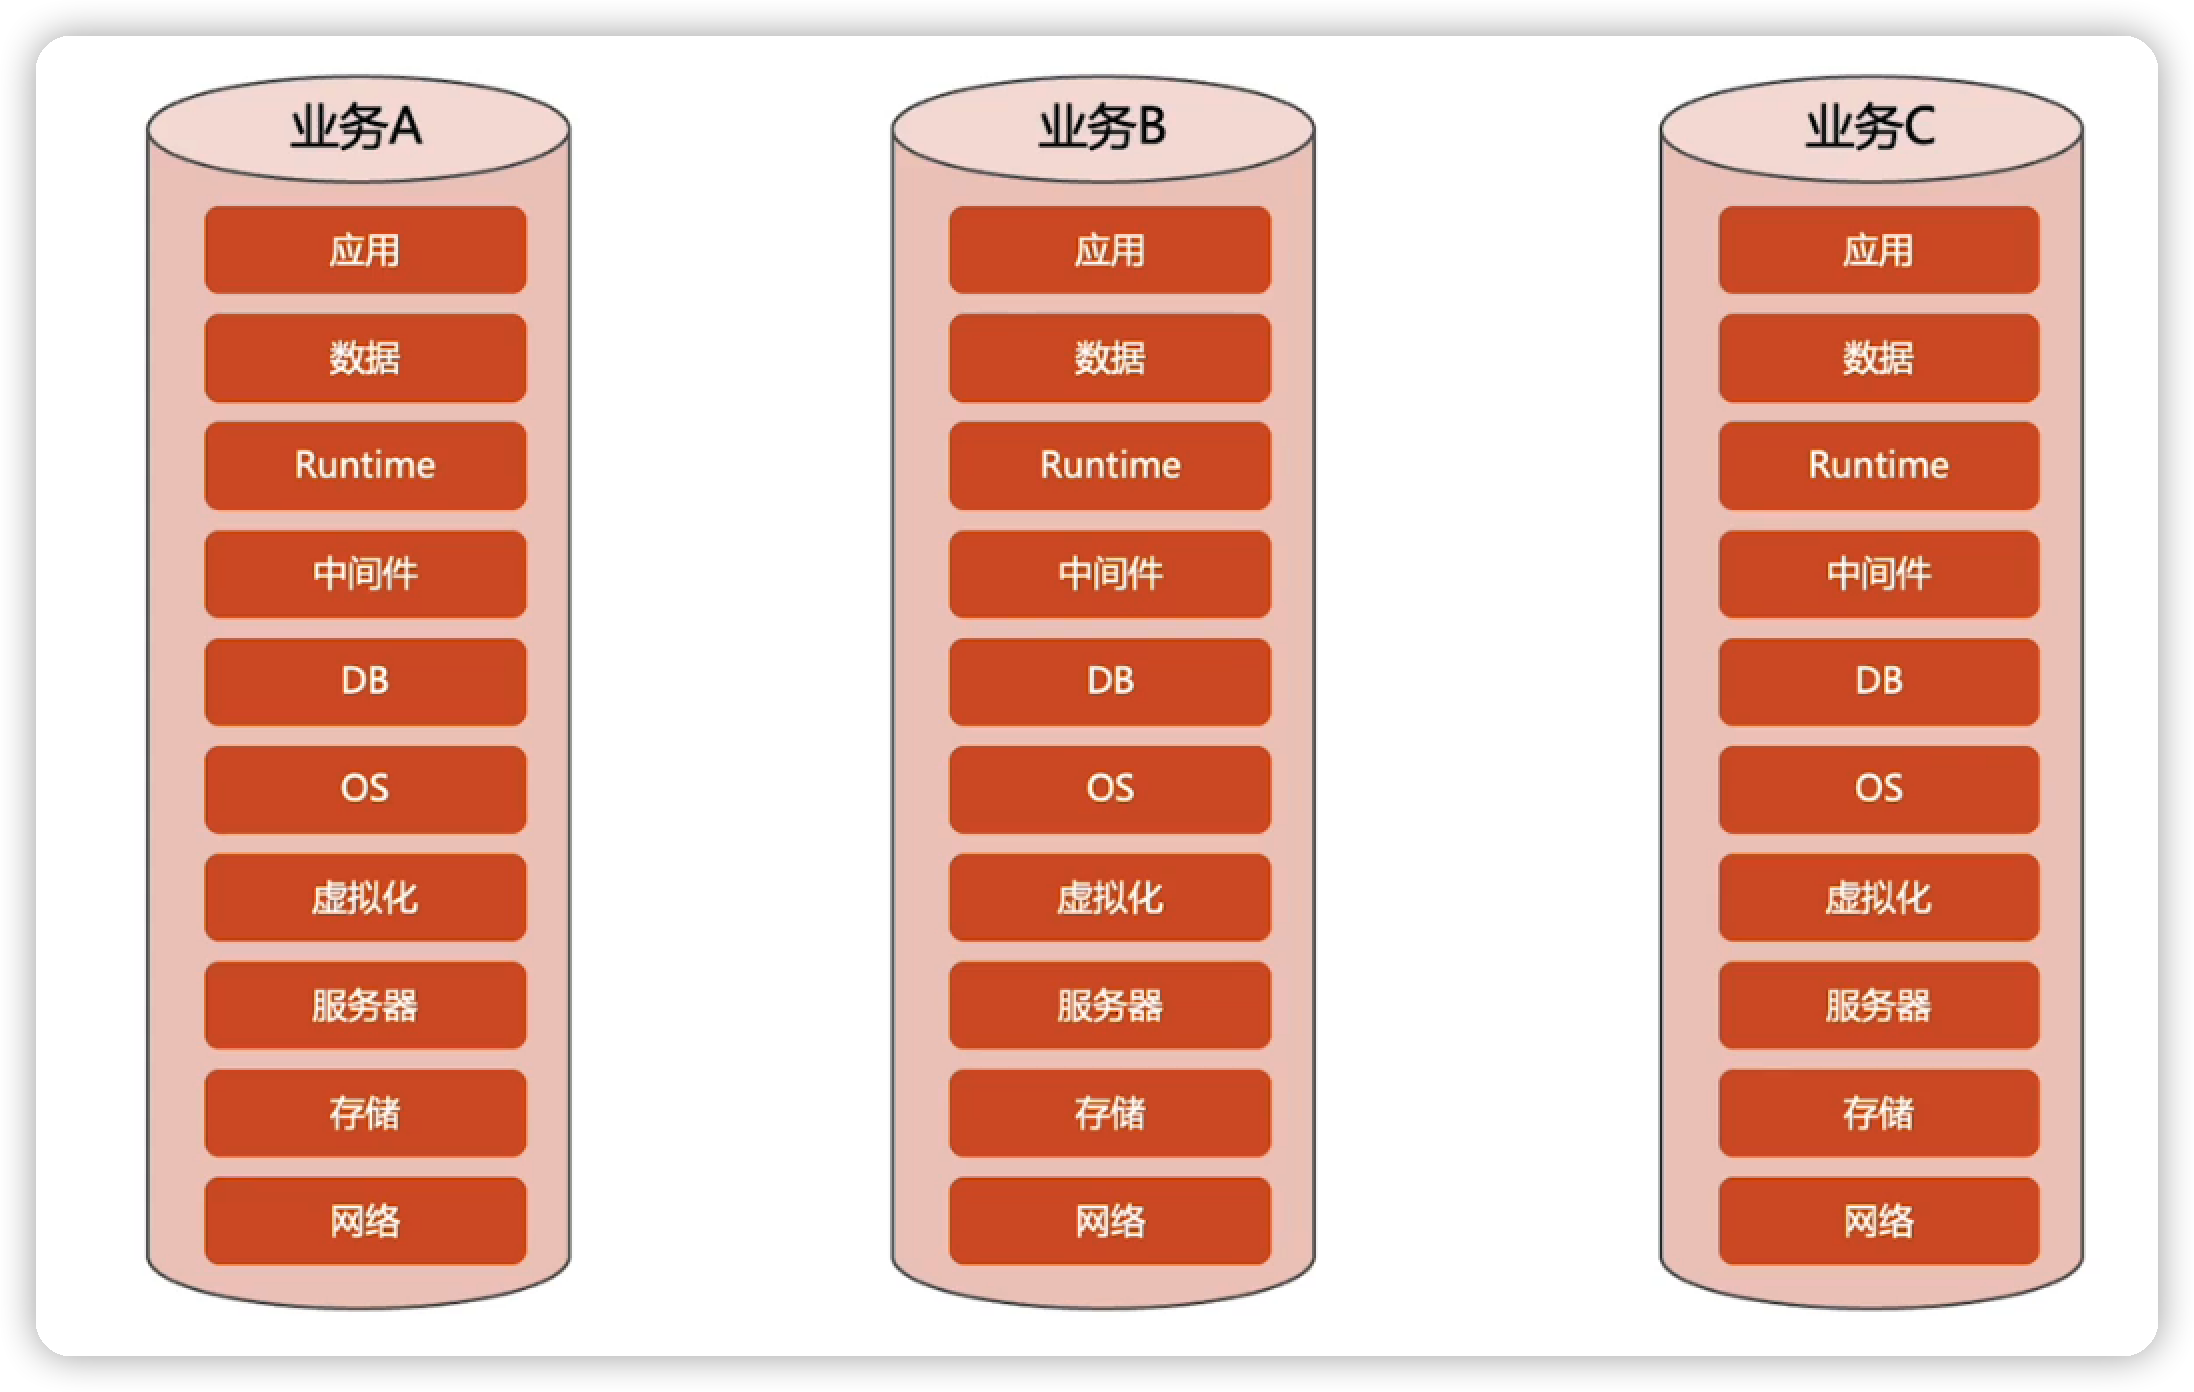 业务A
应用
数据
Runtime
中间件
DB
OS
虚拟化
服务器
存储
网络
业务B
应用
数据
Runtime
中间件
DB
OS
虚拟化
服务器
存储
网络
业务C
应用
数据
Runtime
中间件
DB
OS
虚拟化
服务器
存储
网络